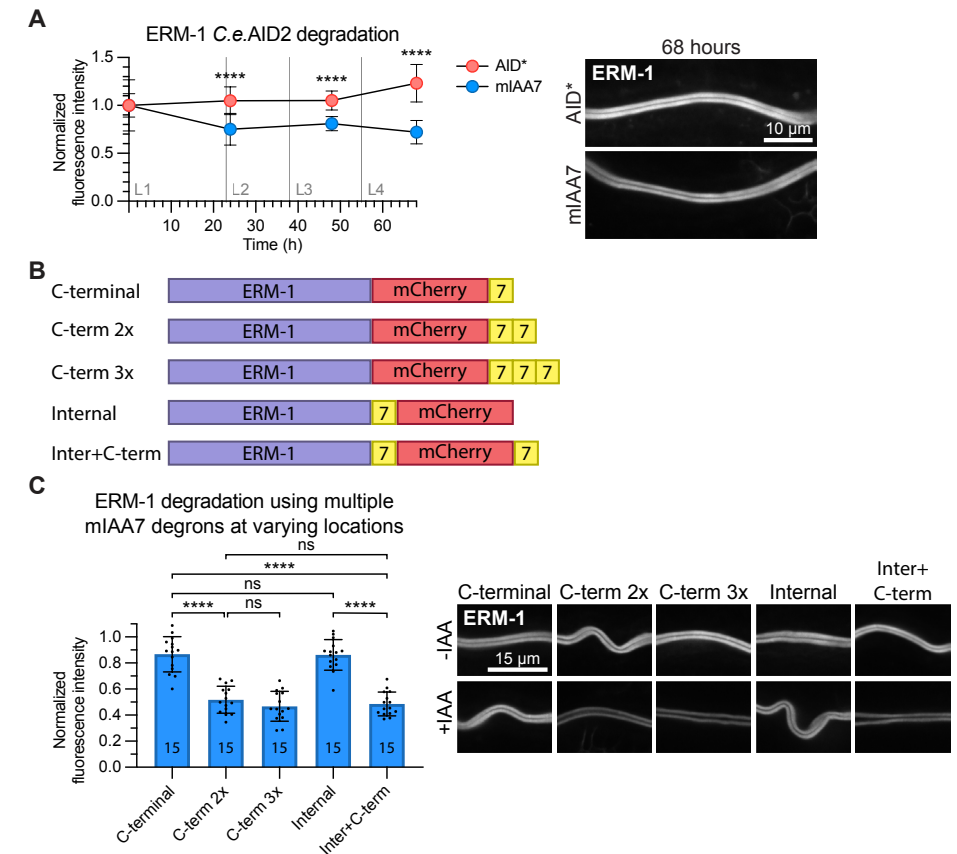 A
ERM-1 C.e.AID2 degradation
Normalized
fluorescence intensity
1.5
1.0
0.5
0.0
**** **** ****
L1 L2 L3 L4
10 20 30 40 50 60
Time (h)
AID*
mIAA7
68 hours
AID*
ERM-1
10 µm
mIAA7
B
C-terminal ERM-1 mCherry 7
C-term 2x ERM-1 mCherry 7 7
C-term 3x ERM-1 mCherry 7 7 7
Internal ERM-1 7 mCherry
Inter+C-term ERM-1 7 mCherry 7
C
ERM-1 degradation using multiple
mIAA7 degrons at varying locations
ns
****
ns
**** ns ****
Normalized
fluorescence intensity
1.0
0.8
0.6
0.4
0.2
0.0
15 15 15 15 15
C-terminal
C-term 2x
C-term 3x
Internal
Inter+C-term
C-terminal C-term 2x C-term 3x Internal Inter+
C-term
-IAA
ERM-1
15 µm
+IAA